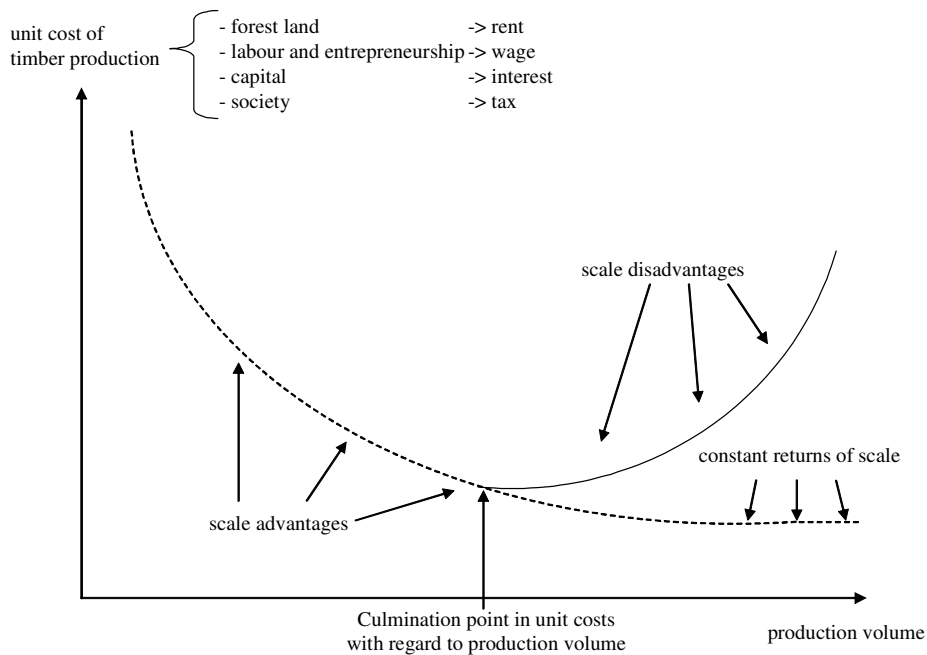 unit cost of
timber production
- forest land -> rent
- labour and entrepreneurship -> wage
- capital -> interest
- society -> tax
scale disadvantages
constant returns of scale
scale advantages
Culmination point in unit costs
with regard to production volume
production volume